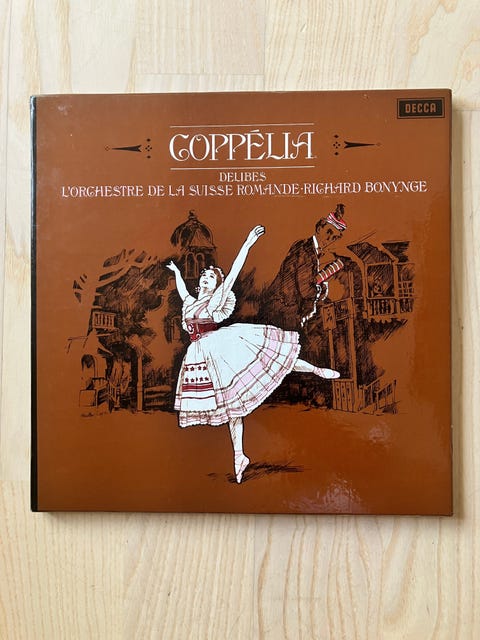 DECCA
COPPÉLIA
DELIBES
L'ORCHESTRE DE LA SUISSE ROMANDE·RICHARD BONYNGE